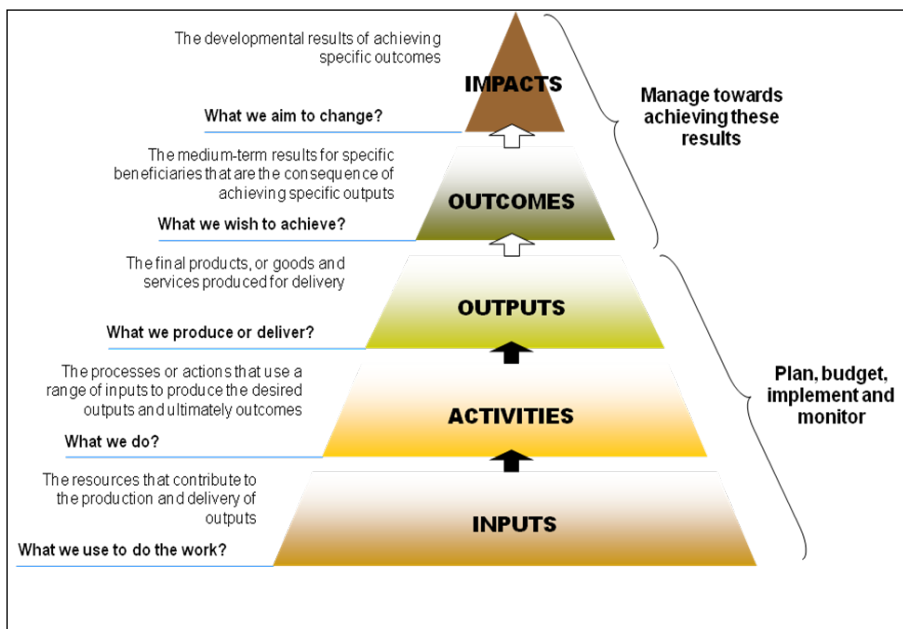 The developmental results of achieving
specific outcomes
IMPACTS
What we aim to change?
Manage towards
achieving these
results
The medium-term results for specific
beneficiaries that are the consequence of
achieving specific outputs
OUTCOMES
What we wish to achieve?
The final products, or goods and
services produced for delivery
OUTPUTS
What we produce or deliver?
The processes or actions that use a
range of inputs to produce the desired
outputs and ultimately outcomes
ACTIVITIES
What we do?
Plan, budget,
implement and
monitor
The resources that contribute to
the production and delivery of
outputs
INPUTS
What we use to do the work?